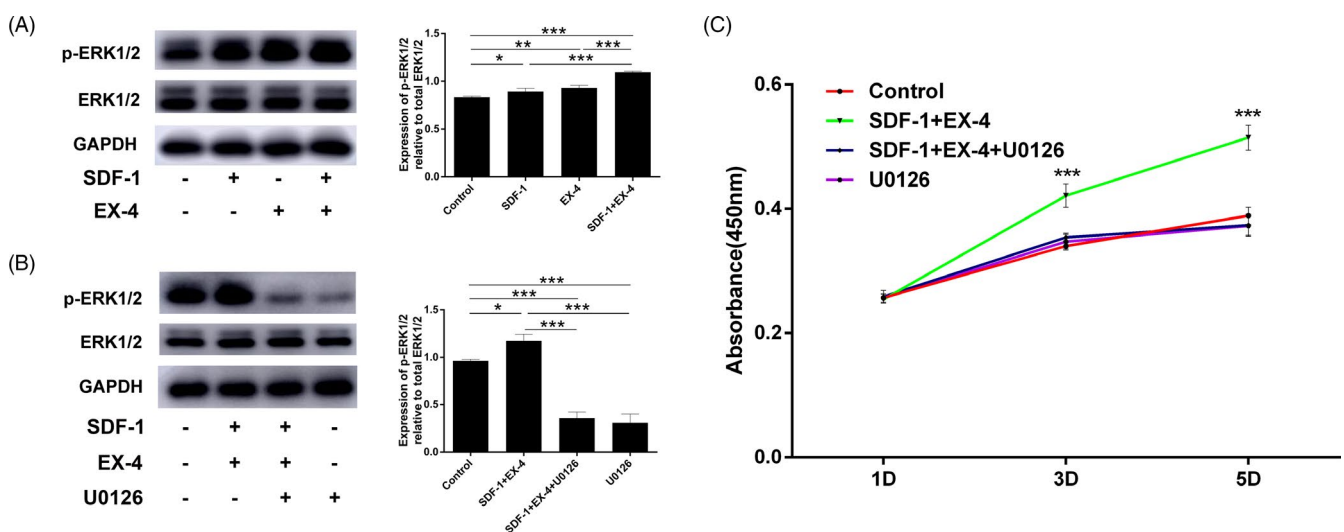 (A)
p-ERK1/2
ERK1/2
GAPDH
SDF-1 - + - +
EX-4 - - + +
Expression of p-ERK1/2
relative to total ERK1/2
1.5
1.0
0.5
0.0
***
** ***
* ***
Control
SDF-1
EX-4
SDF-1+EX-4
(B)
p-ERK1/2
ERK1/2
GAPDH
SDF-1 - + + -
EX-4 - + + -
U0126 - - + +
Expression of p-ERK1/2
relative to total ERK1/2
1.5
1.0
0.5
0.0
***
***
* ***
***
Control
SDF-1+EX-4
SDF-1+EX-4+U0126
U0126
(C)
Absorbance(450nm)
0.6
0.4
0.2
0.0
Control
SDF-1+EX-4
SDF-1+EX-4+U0126
U0126
***
***
1D
3D
5D